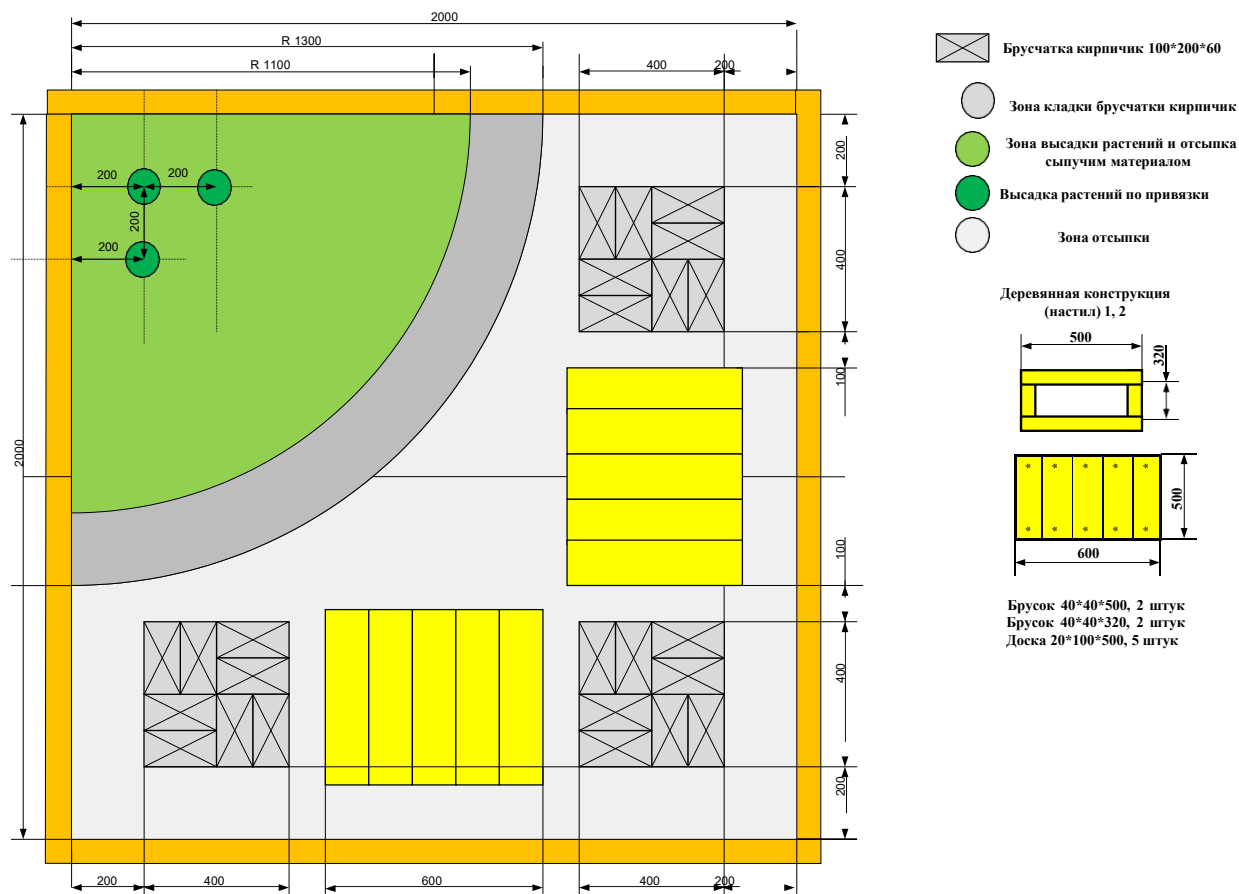 2000
R 1300
R 1100
400
200
200
200
200
200
2000
200
400
100
100
400
200
200
400
600
400
200
Брусчатка кирпичик 100*200*60
Зона кладки брусчатки кирпичик
Зона высадки растений и отсыпка
сыпучим материалом
Высадка растений по привязки
Зона отсыпки
Деревянная конструкция
(настил) 1, 2
500
320
* * * * *
* * * * *
500
600
Брусок 40*40*500, 2 штук
Брусок 40*40*320, 2 штук
Доска 20*100*500, 5 штук